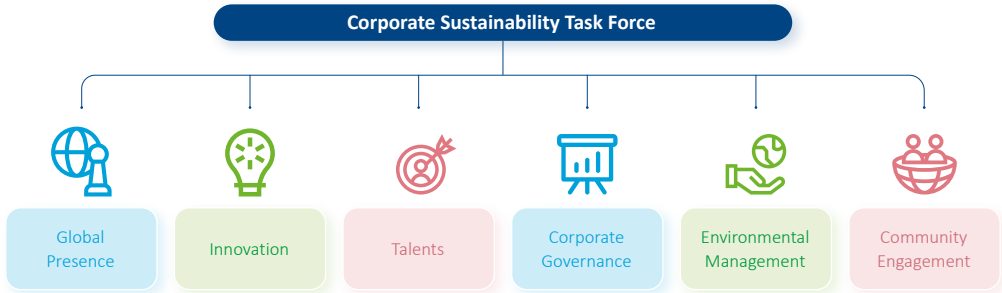 Corporate Sustainability Task Force
Global
Presence
Innovation
Talents
Corporate
Governance
Environmental
Management
Community
Engagement